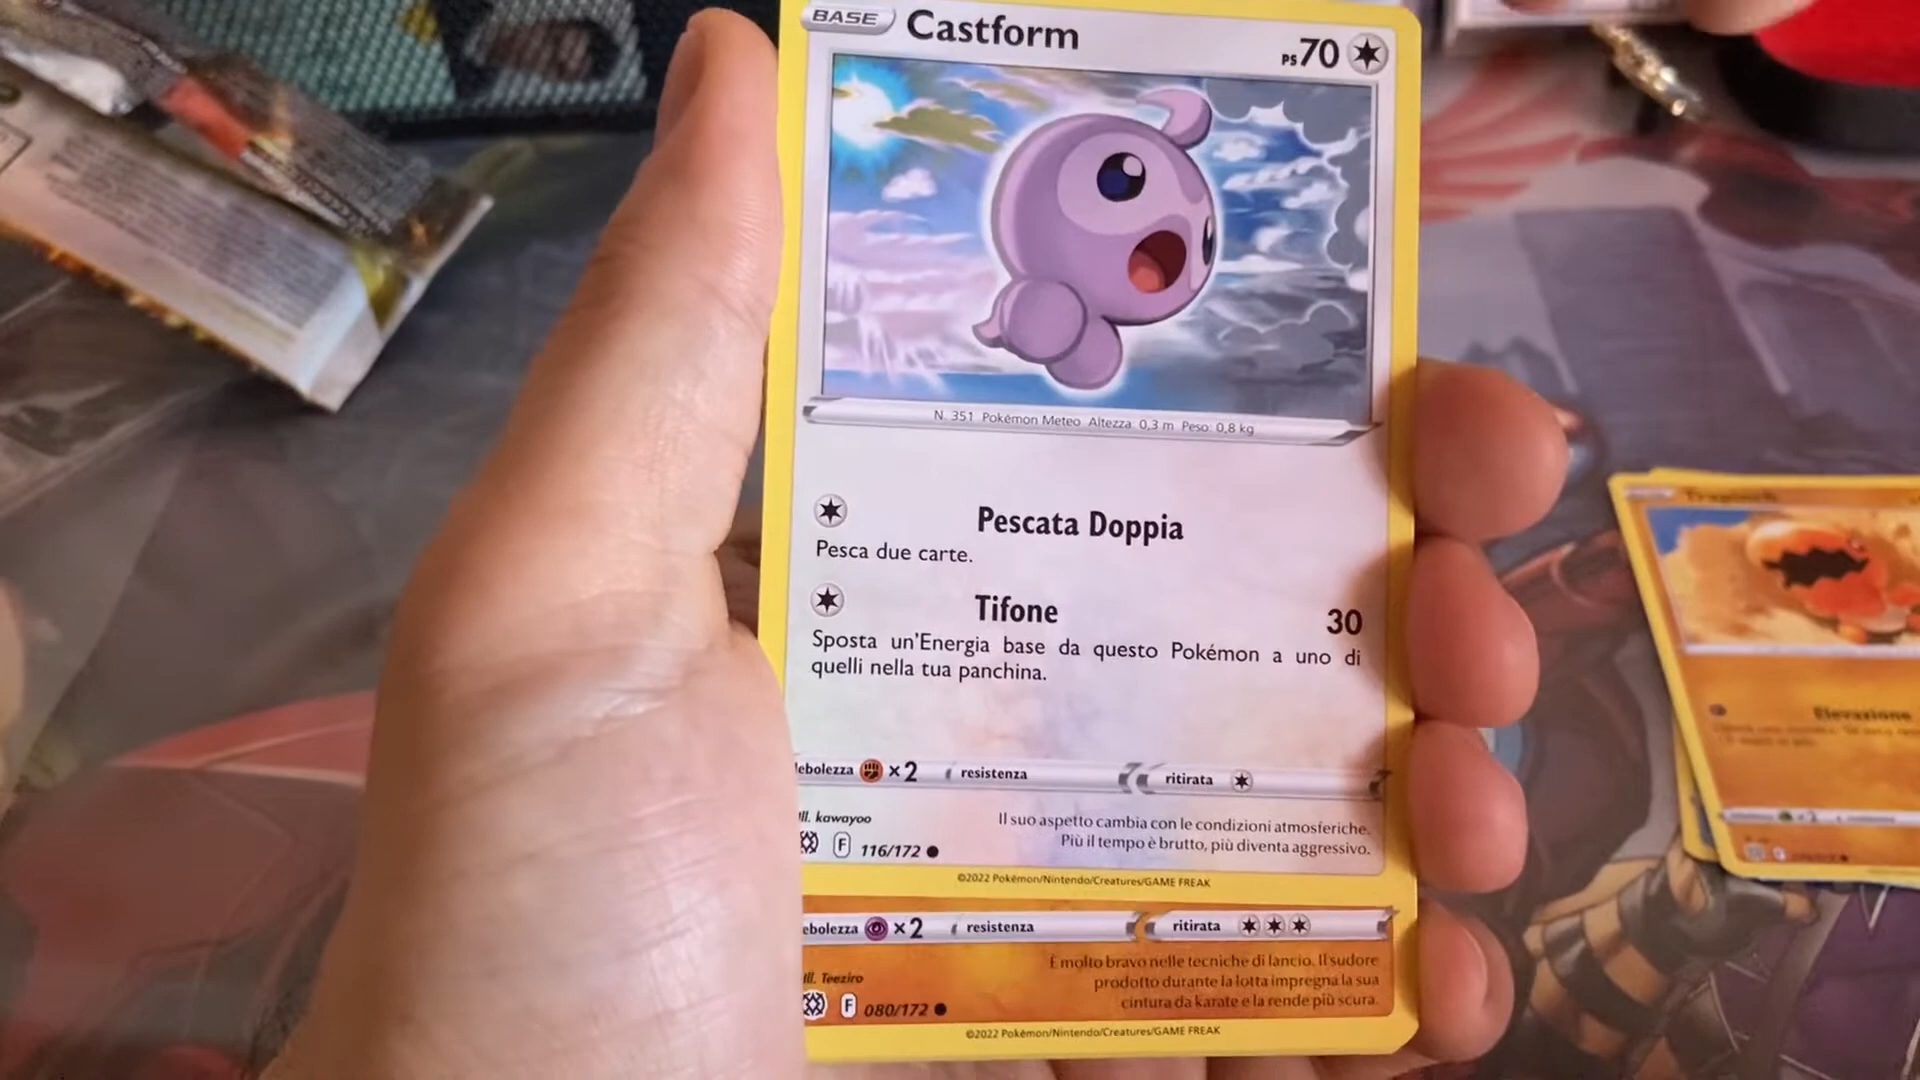 BASE
Castform
PS70
N. 351 Pokémon Meteo Altezza: 0,3 m Peso: 0,8 kg
Pescata Doppia
Pesca due carte.
Tifone 30
Sposta un'Energia base da questo Pokémon a uno di
quelli nella tua panchina.
ebolezza ×2 resistenza ritirata
Ill. kawayoo
Il suo aspetto cambia con le condizioni atmosferiche.
Più il tempo è brutto, più diventa aggressivo.
F 116/172
©2022 Pokémon/Nintendo/Creatures/GAME FREAK
ebolezza ×2 resistenza ritirata
Ill. Teeziro
È molto bravo nelle tecniche di lancio. Il sudore
prodotto durante la lotta impregna la sua
cintura da karate e la rende più scura.
F 080/172
©2022 Pokémon/Nintendo/Creatures/GAME FREAK
Trapinch
Elevazione